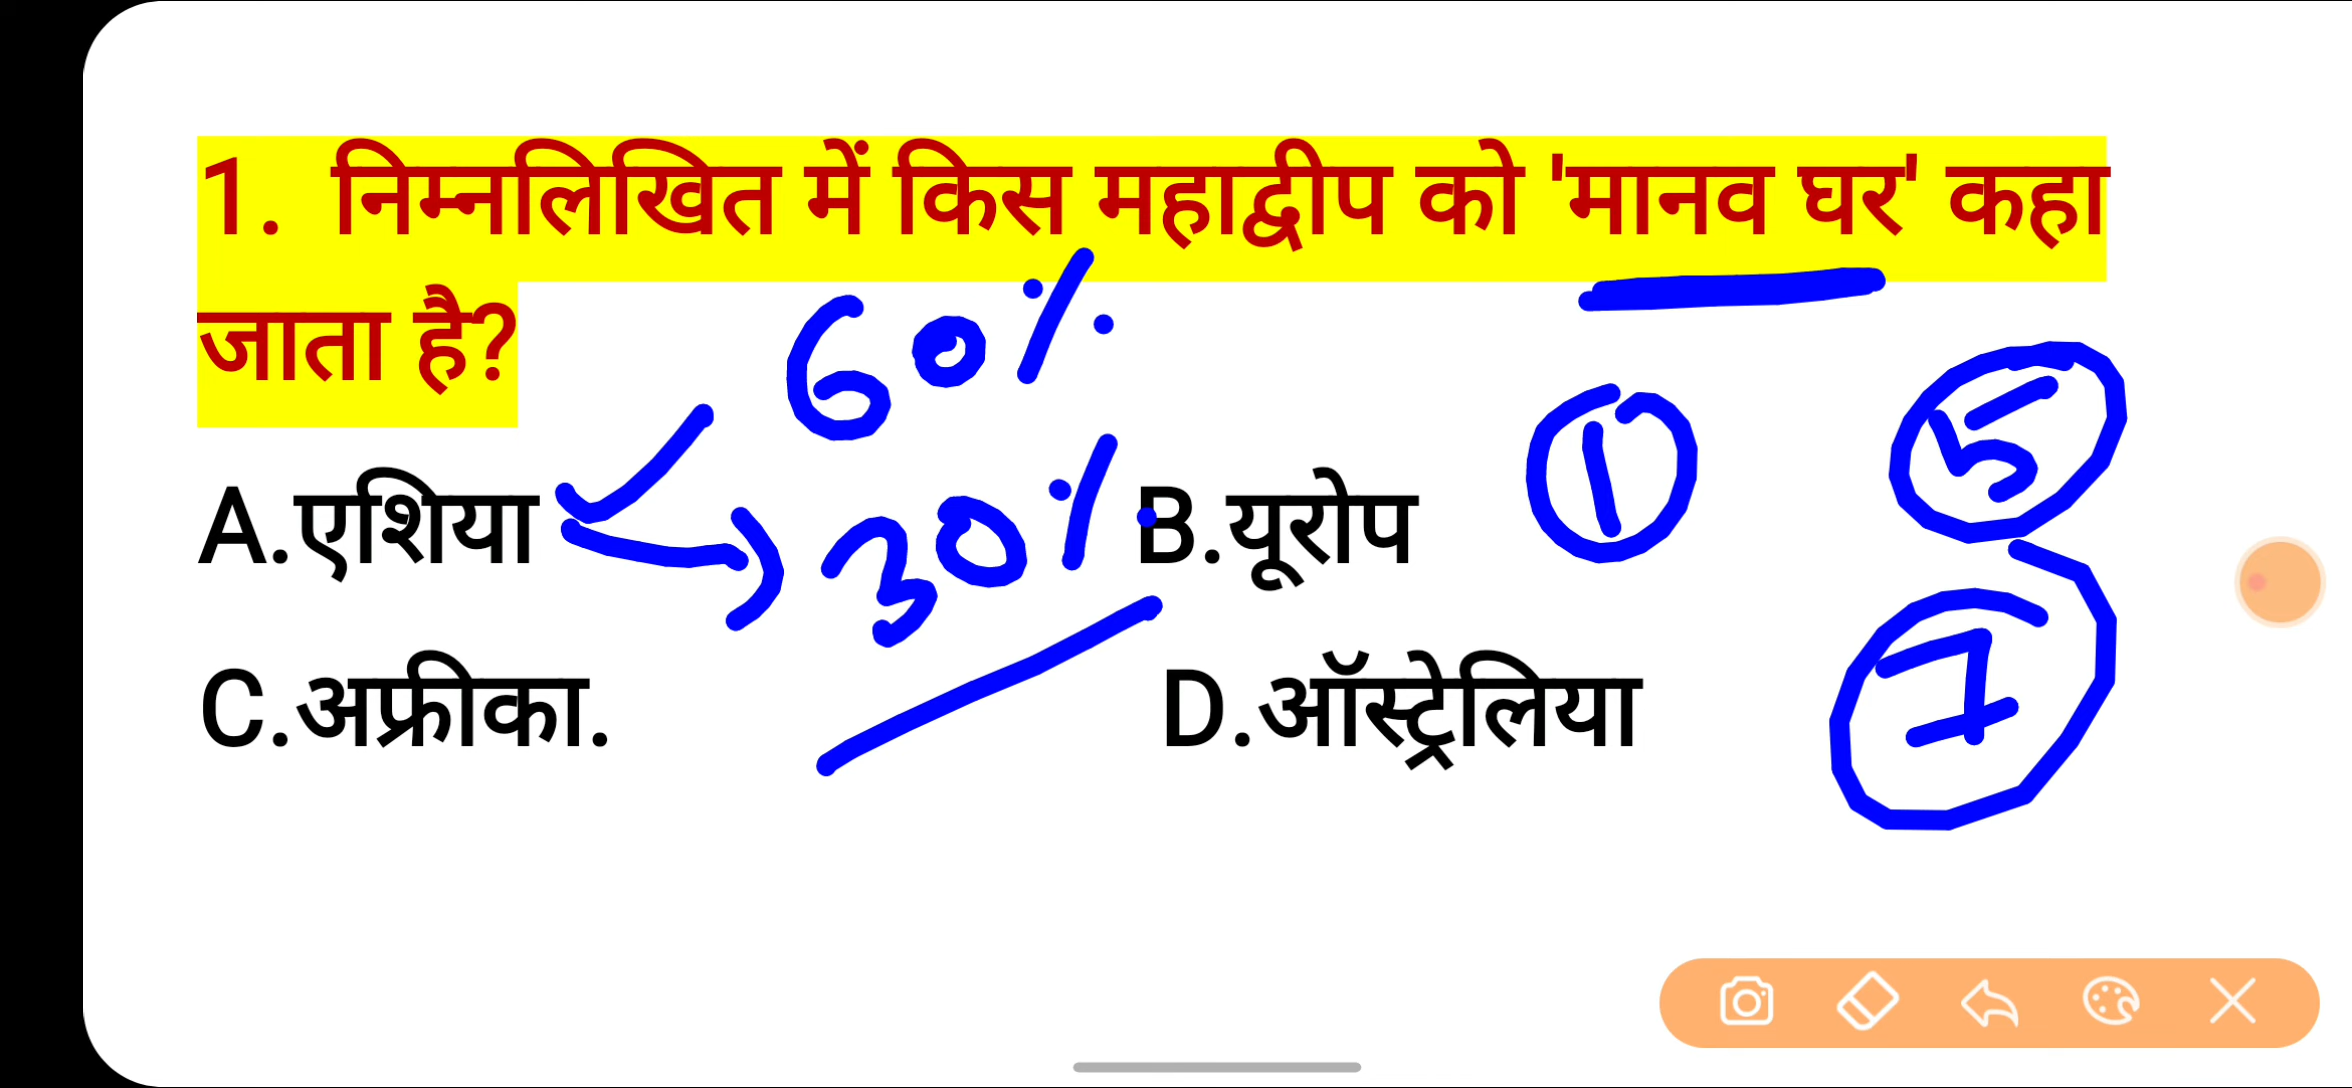 1. निम्नलिखित में किस महाद्वीप को 'मानव घर' कहा
जाता है?
60%
A.एशिया 30% B.यूरोप 1 5
C.अफ्रीका. D.ऑस्ट्रेलिया 7